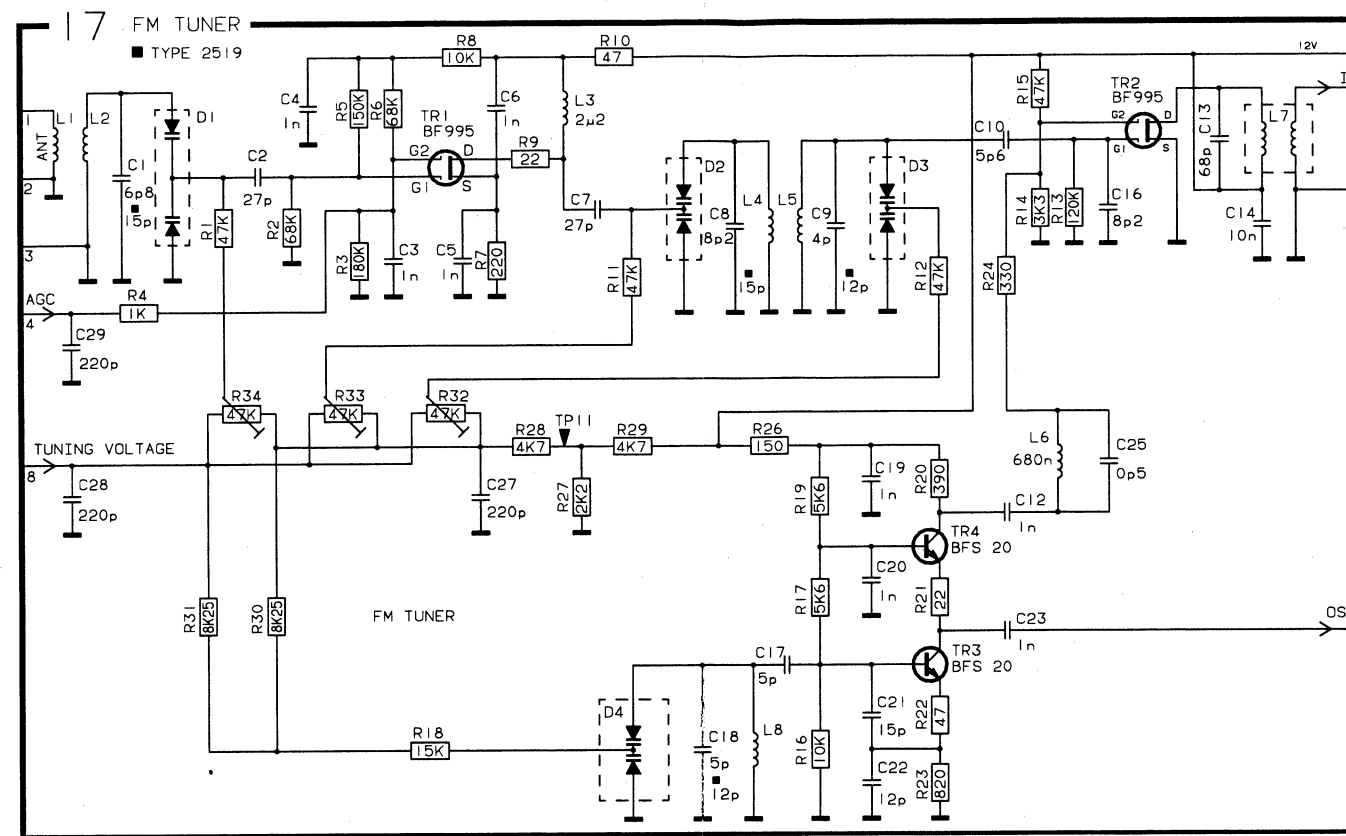 17 FM TUNER
■ TYPE 2519
R8
10K
R10
47
12V
C4
1n
R5
150K
R6
68K
TR1
BF995
C6
1n
L3
2µ2
R15
47K
TR2
BF995
G2
D
G1
S
C13
68p
L7
I
1
L1
L2
ANT
2
3
D1
C1
6p8
■
15p
C2
27p
R1
47K
R2
68K
G2
D
G1
S
R9
22
C7
27p
D2
C8
8p2
■
15p
L4
L5
C9
4p
■
12p
D3
C10
5p6
R14
3K3
R13
120K
C16
8p2
C14
10n
R3
180K
C3
1n
C5
1n
R7
220
R11
47K
R12
47K
R24
330
AGC
4
R4
1K
C29
220p
R34
47K
R33
47K
R32
47K
R28
4K7
TP11
R29
4K7
R26
150
L6
680n
C25
0p5
TUNING VOLTAGE
8
C28
220p
C27
220p
R27
2K2
R19
5K6
C19
1n
R20
390
C12
1n
TR4
BFS 20
C20
1n
R17
5K6
R21
22
R31
8K25
R30
8K25
FM TUNER
C23
1n
OS
C17
5p
TR3
BFS 20
D4
R18
15K
C18
5p
■
12p
L8
R16
10K
C21
15p
R22
47
C22
12p
R23
820